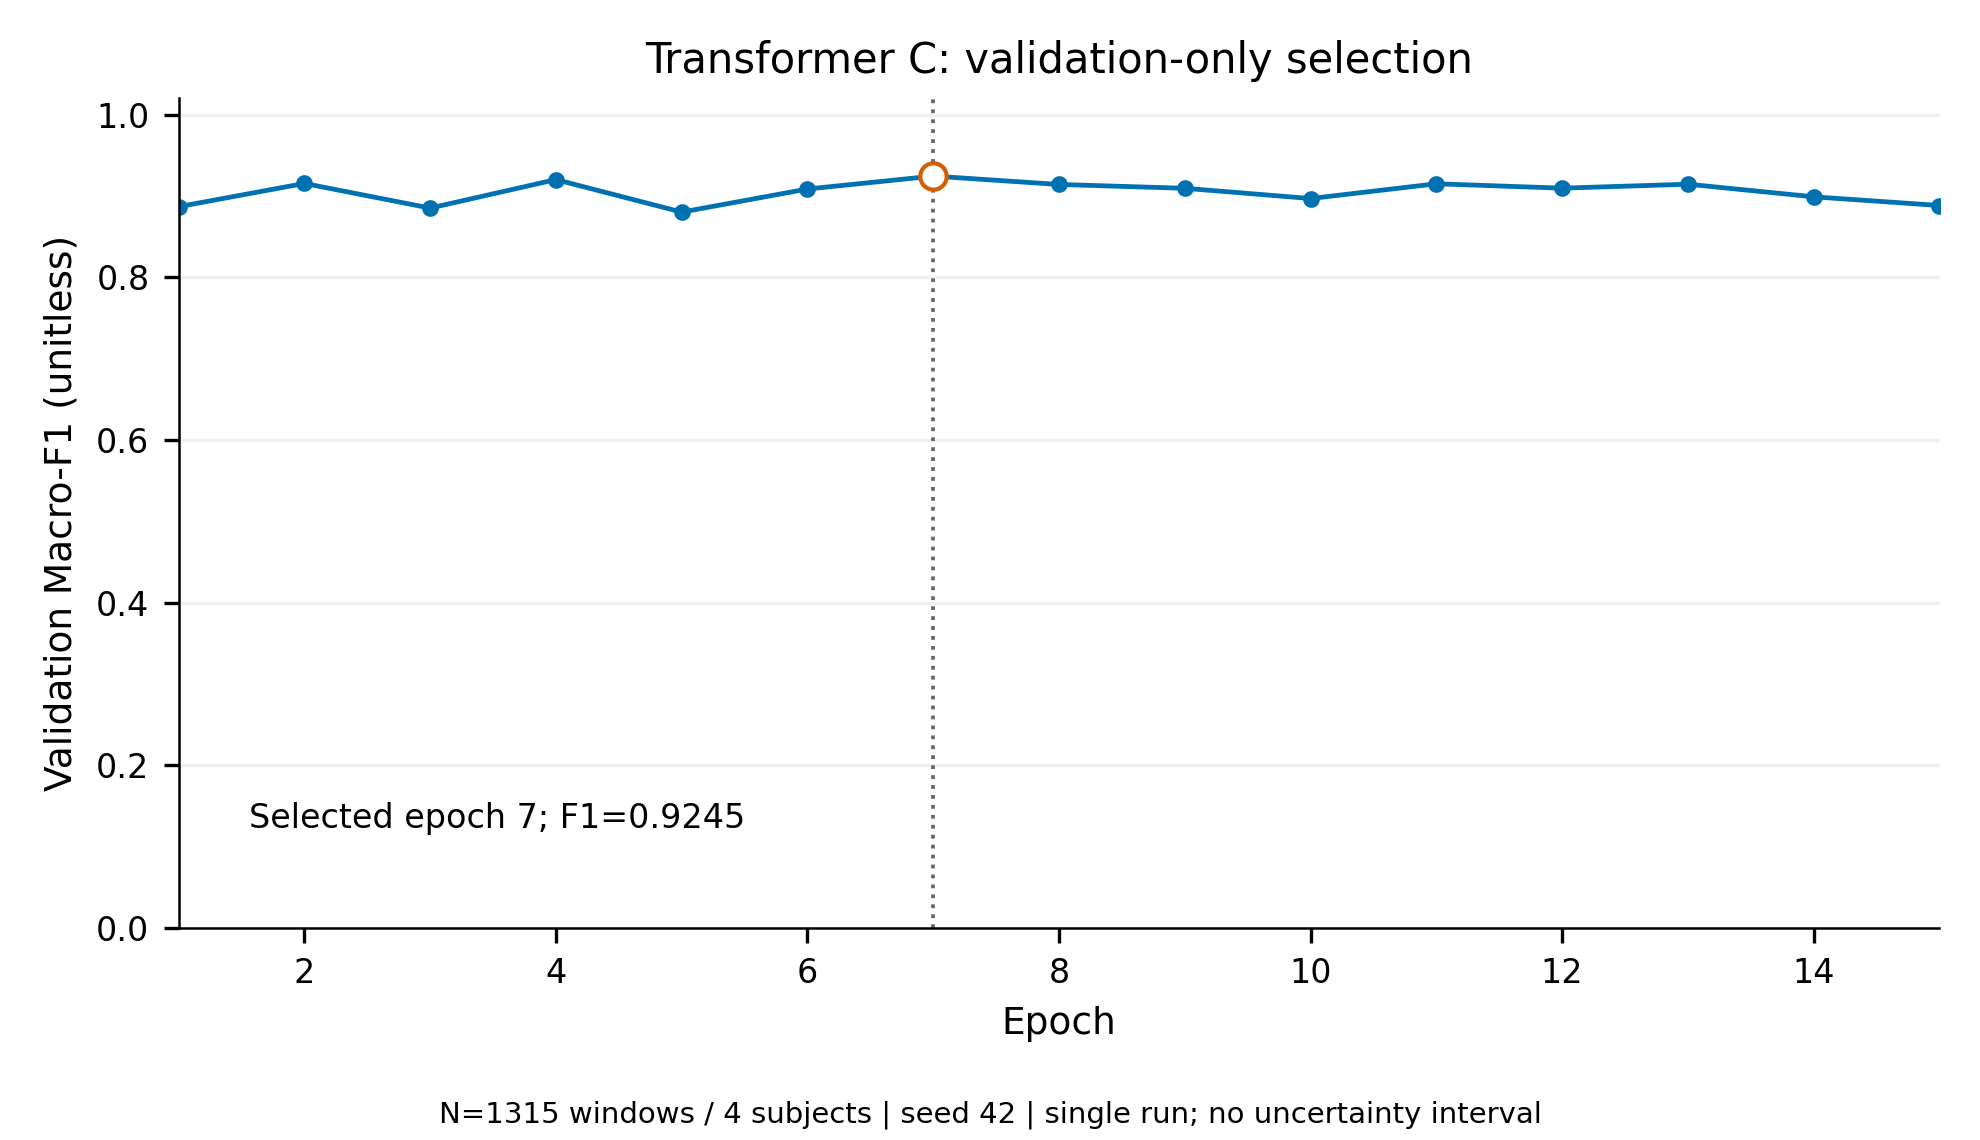 Transformer C: validation-only selection
1.0
0.8
0.6
0.4
0.2
0.0
Validation Macro-F1 (unitless)
Selected epoch 7; F1=0.9245
2 4 6 8 10 12 14
Epoch
N=1315 windows / 4 subjects | seed 42 | single run; no uncertainty interval